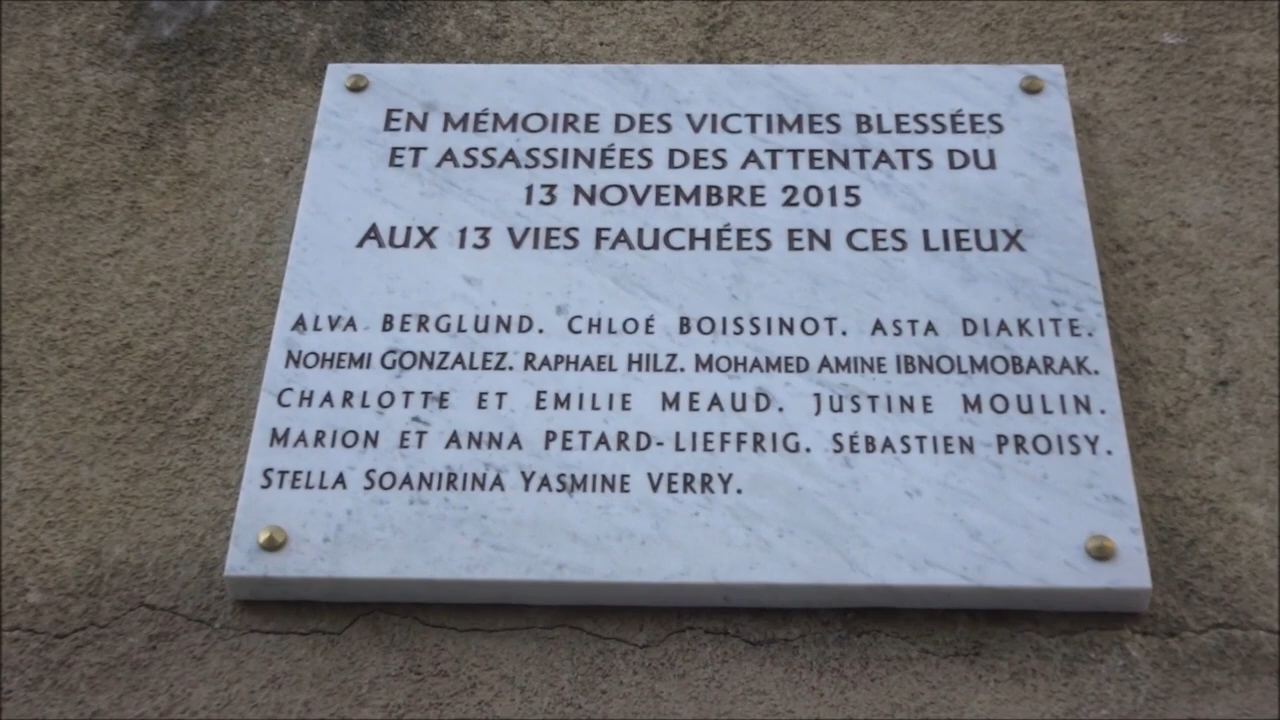 EN MÉMOIRE DES VICTIMES BLESSÉES
ET ASSASSINÉES DES ATTENTATS DU
13 NOVEMBRE 2015
AUX 13 VIES FAUCHÉES EN CES LIEUX
ALVA BERGLUND. CHLOÉ BOISSINOT. ASTA DIAKITE.
NOHEMI GONZALEZ. RAPHAEL HILZ. MOHAMED AMINE IBNOLMOBARAK.
CHARLOTTE ET EMILIE MEAUD. JUSTINE MOULIN.
MARION ET ANNA PETARD-LIEFFRIG. SÉBASTIEN PROISY.
STELLA SOANIRINA YASMINE VERRY.